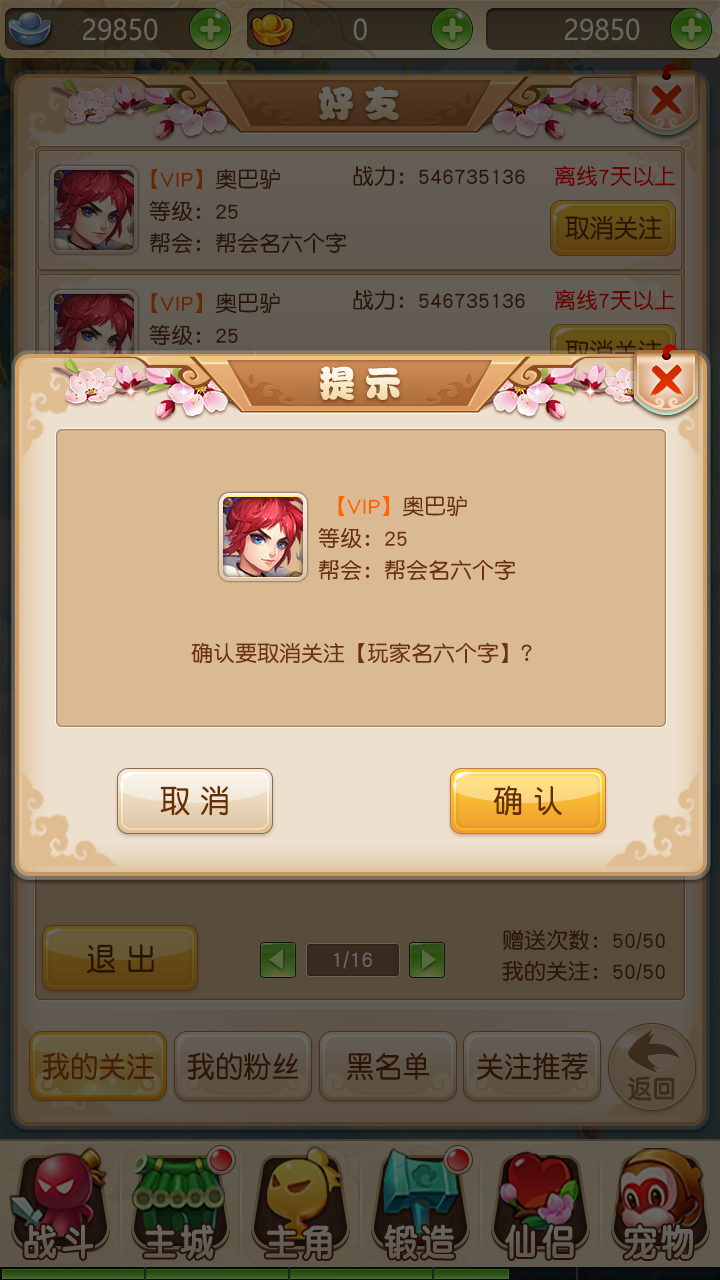 29850
0
29850
好友
【VIP】奥巴驴
战力：546735136
离线7天以上
等级：25
取消关注
帮会：帮会名六个字
【VIP】奥巴驴
战力：546735136
离线7天以上
等级：25
取消关注
提示
【VIP】奥巴驴
等级：25
帮会：帮会名六个字
确认要取消关注【玩家名六个字】？
取消
确认
退出
1/16
赠送次数：50/50
我的关注：50/50
我的关注
我的粉丝
黑名单
关注推荐
返回
战斗
主城
主角
锻造
仙侣
宠物